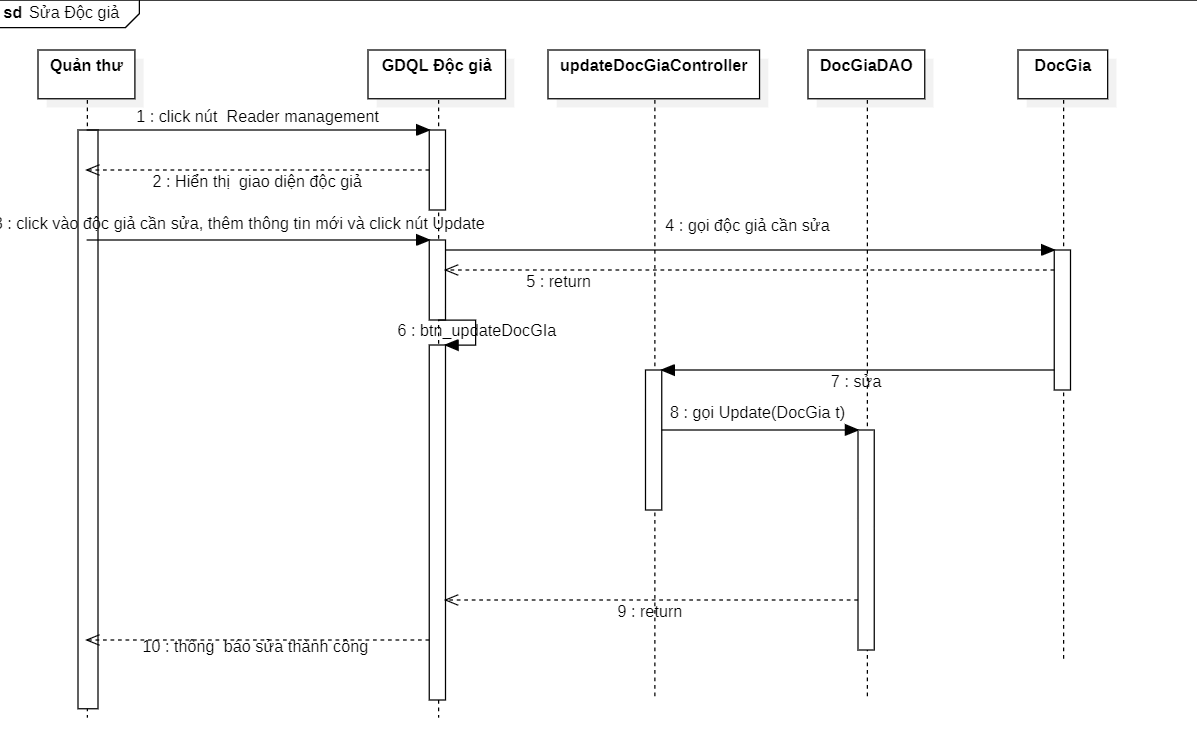 sd Sửa Độc giả
Quản thư
GDQL Độc giả
updateDocGiaController
DocGiaDAO
DocGia
1 : click nút Reader management
2 : Hiển thị giao diện độc giả
3 : click vào độc giả cần sửa, thêm thông tin mới và click nút Update
4 : gọi độc giả cần sửa
5 : return
6 : btn_updateDocGIa
7 : sửa
8 : gọi Update(DocGia t)
9 : return
10 : thông báo sửa thành công